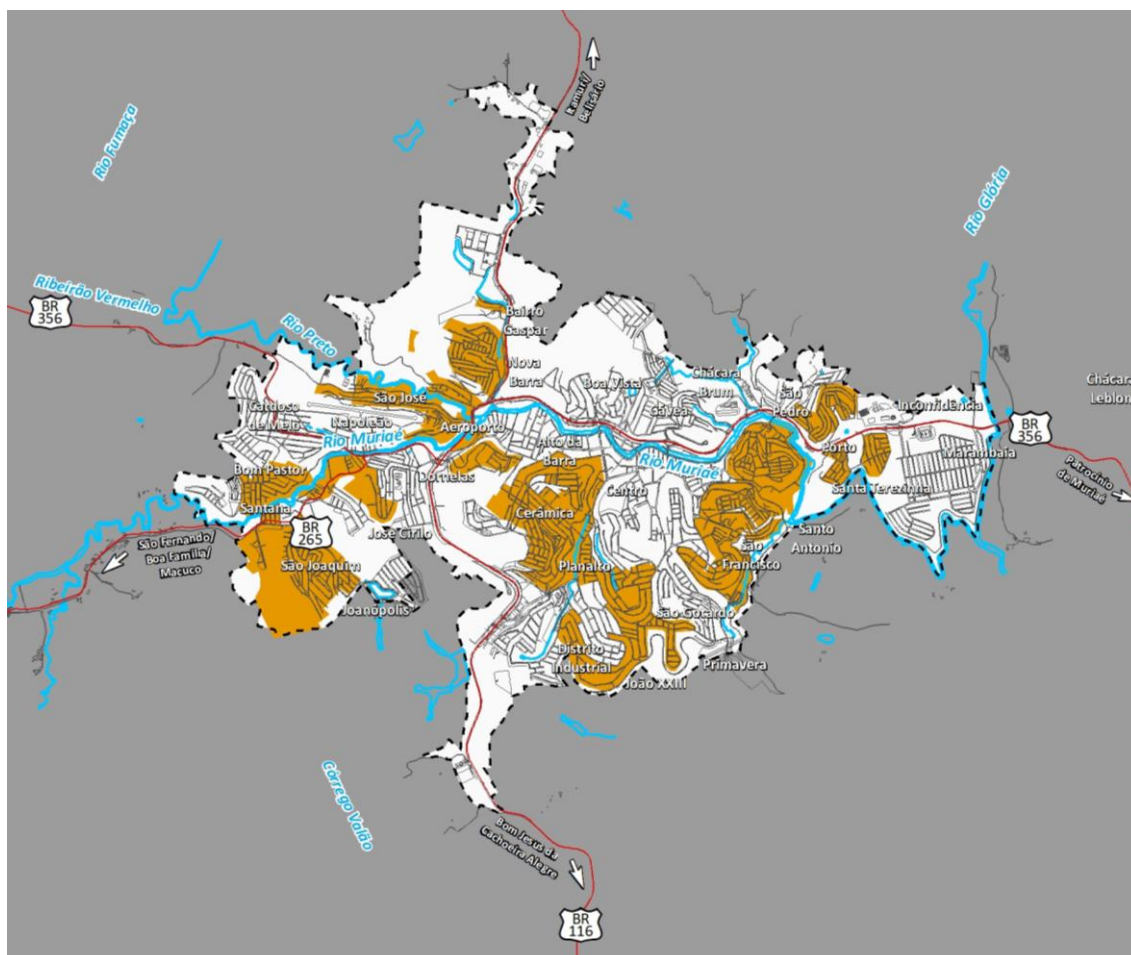 Itamuri/
Belisário
Rio Fumaça
Rio Glória
Ribeirão Vermelho
BR
356
Rio Preto
Bairro
Gaspar
Nova
Barra
Boa Vista
Chácara
Brum
São
Pedro
Gávea
Inconfidência
Chácara
Leblon
BR
356
São José
Cardoso
de Melo
Napoleão
Aeroporto
Rio Muriaé
Alto da
Barra
Rio Muriaé
Porto
Marambaia
Patrocínio
de Muriaé
Bom Pastor
Dornelas
Centro
Santa Terezinha
Santana
BR
265
José Cirilo
Cerâmica
Santo
Antonio
São Fernando/
Boa Família/
Macuco
São Joaquim
Planalto
São
Francisco
Joanópolis
São Gotardo
Distrito
Industrial
Primavera
João XXIII
Córrego Valão
Bom Jesus da
Cachoeira Alegre
BR
116